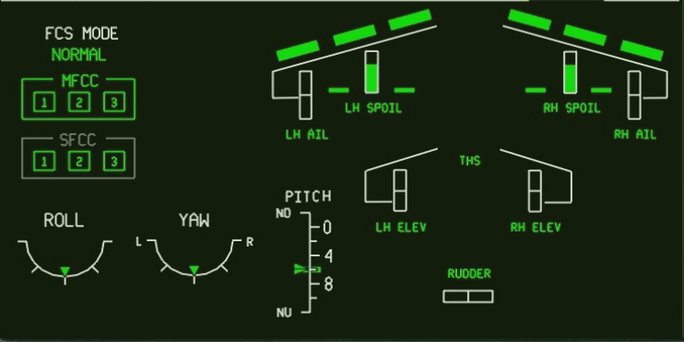 FCS MODE
NORMAL
MFCC
1 2 3
SFCC
1 2 3
ROLL
YAW
L R
PITCH
ND
0
4
8
NU
LH SPOIL
RH SPOIL
LH AIL
RH AIL
THS
LH ELEV
RH ELEV
RUDDER